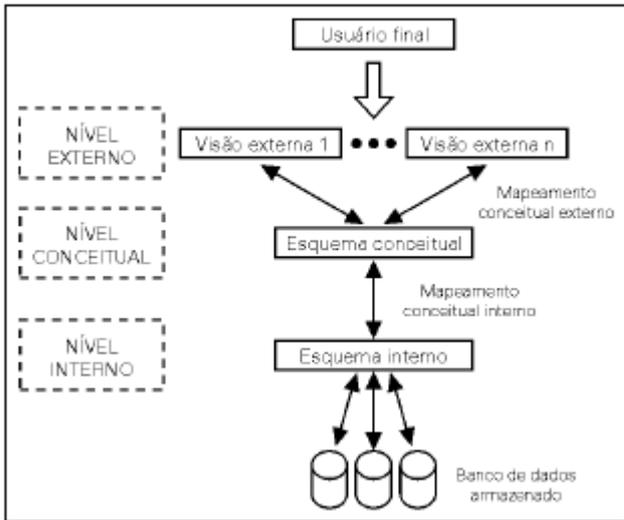 Usuário final
NÍVEL
EXTERNO
Visão externa 1
Visão externa n
Mapeamento
conceitual externo
NÍVEL
CONCEITUAL
Esquema conceitual
Mapeamento
conceitual interno
NÍVEL
INTERNO
Esquema interno
Banco de dados
armazenado